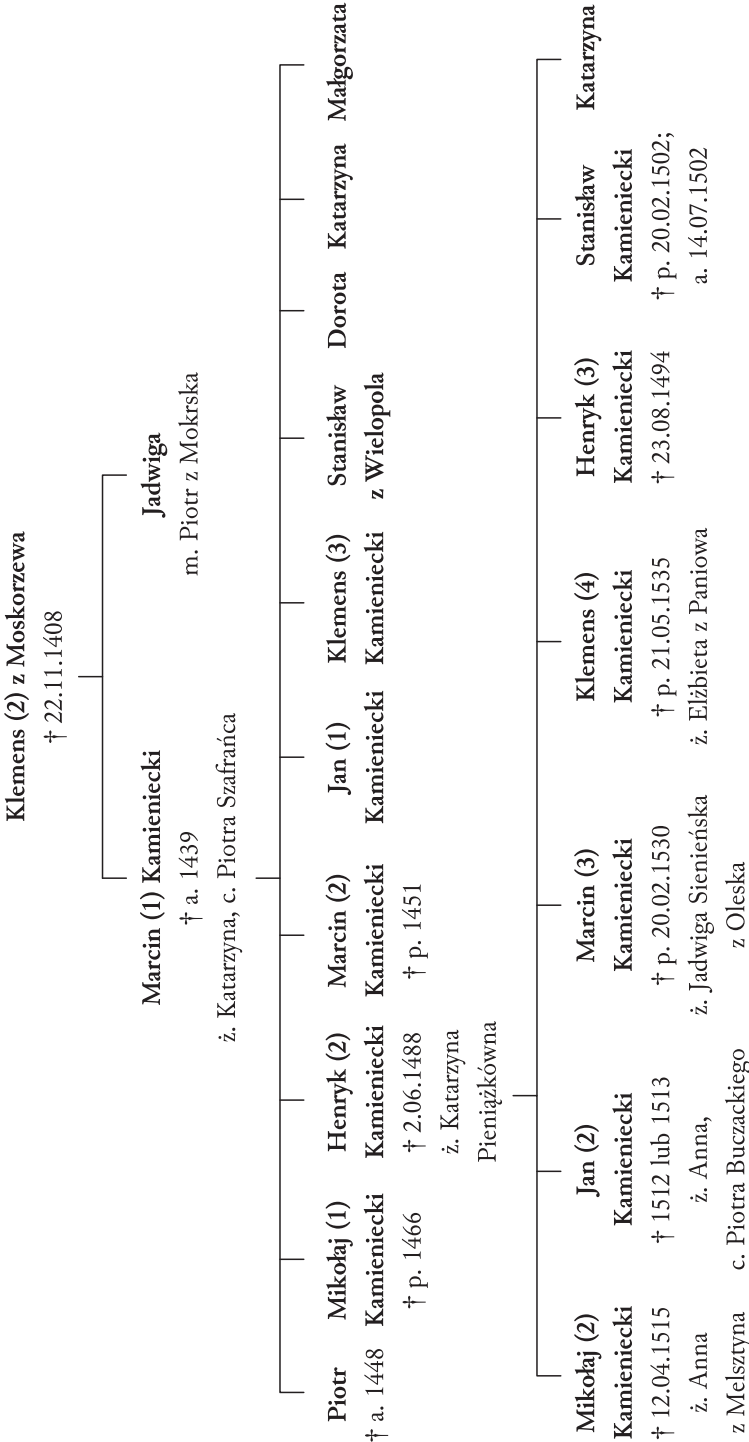 Klemens (2) z Moskorzewa
† 22.11.1408
Marcin (1) Kamieniecki
† a. 1439
ż. Katarzyna, c. Piotra Szafrańca
Jadwiga
m. Piotr z Mokrska
Piotr
† a. 1448
Mikołaj (1)
Kamieniecki
† p. 1466
Henryk (2)
Kamieniecki
† 2.06.1488
ż. Katarzyna
Pieniążkówna
Marcin (2)
Kamieniecki
† p. 1451
Jan (1)
Kamieniecki
Klemens (3)
Kamieniecki
Stanisław
z Wielopola
Dorota
Katarzyna
Małgorzata
Mikołaj (2)
Kamieniecki
† 12.04.1515
ż. Anna
z Melsztyna
Jan (2)
Kamieniecki
† 1512 lub 1513
ż. Anna,
c. Piotra Buczackiego
Marcin (3)
Kamieniecki
† p. 20.02.1530
ż. Jadwiga Sienieńska
z Oleska
Klemens (4)
Kamieniecki
† p. 21.05.1535
ż. Elżbieta z Paniowa
Henryk (3)
Kamieniecki
† 23.08.1494
Stanisław
Kamieniecki
† p. 20.02.1502;
a. 14.07.1502
Katarzyna